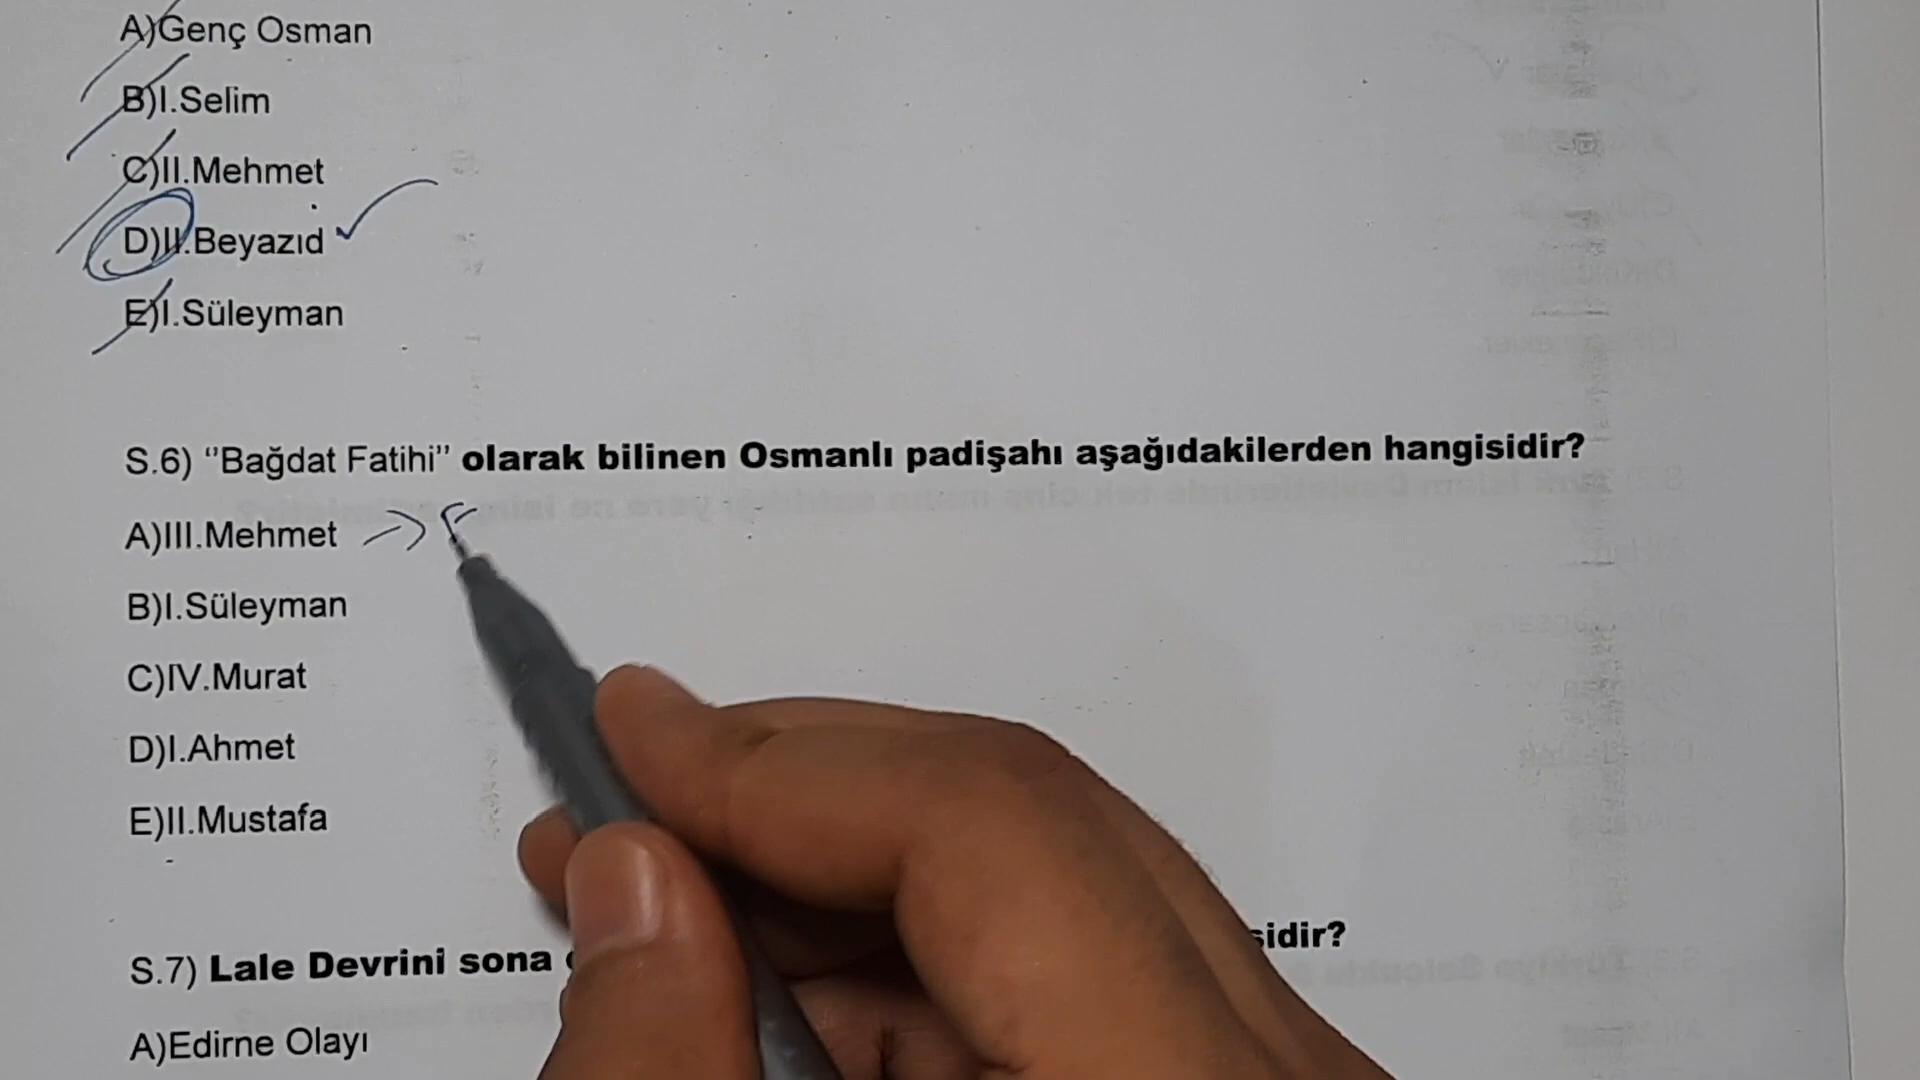 A)Genç Osman
B)I.Selim
C)II.Mehmet
D)II.Beyazıd
E)I.Süleyman
S.6) ‘’Bağdat Fatihi’’ olarak bilinen Osmanlı padişahı aşağıdakilerden hangisidir?
A)III.Mehmet
B)I.Süleyman
C)IV.Murat
D)I.Ahmet
E)II.Mustafa
S.7) Lale Devrini sona
A)Edirne Olayı